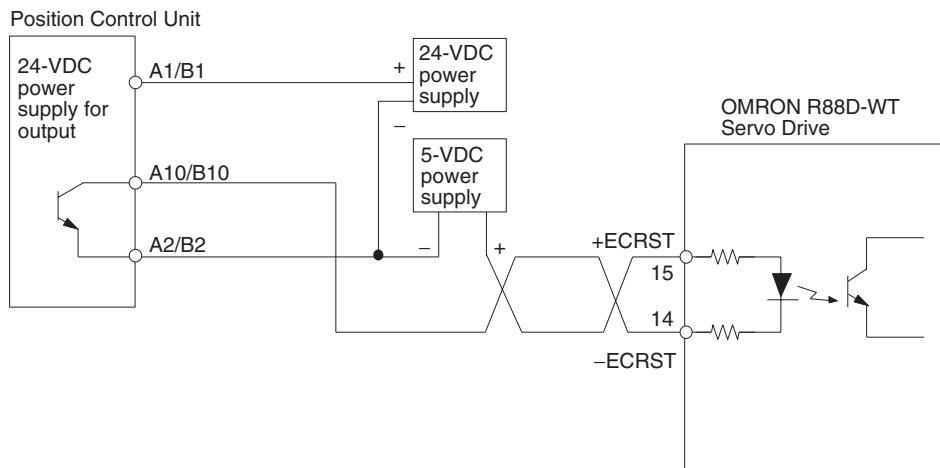 Position Control Unit
24-VDC
power
supply for
output
A1/B1
+
24-VDC
power
supply
−
A10/B10
5-VDC
power
supply
A2/B2
−
+
OMRON R88D-WT
Servo Drive
+ECRST
15
14
−ECRST